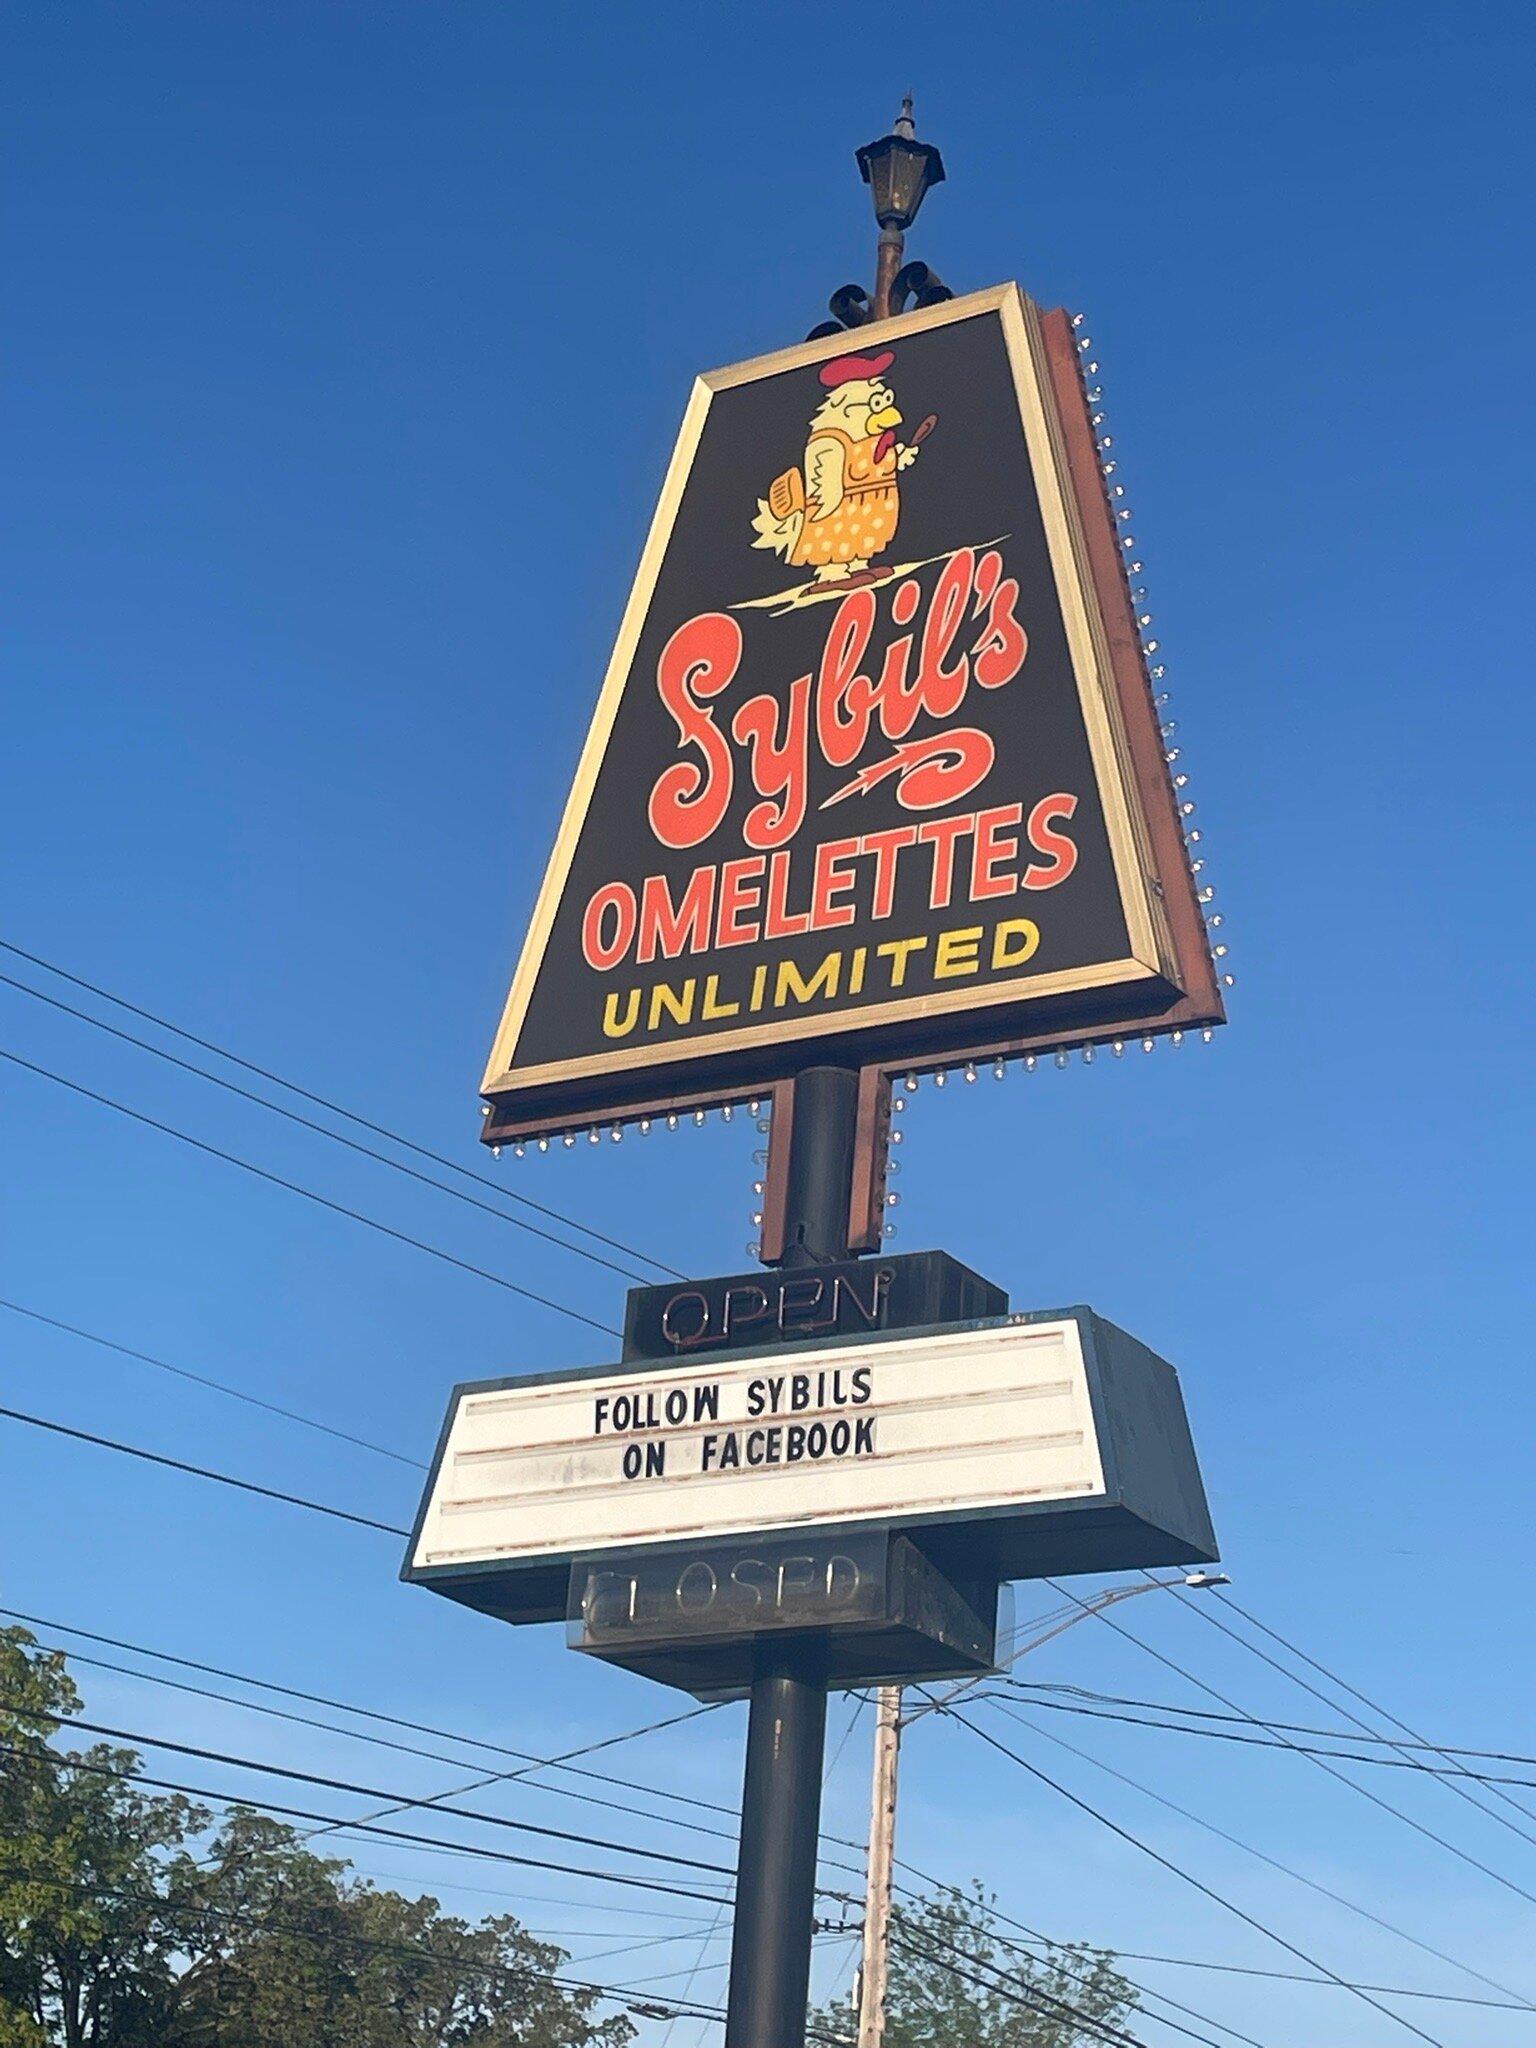 Sybil's
OMELETTES
UNLIMITED
OPEN
FOLLOW SYBILS
ON FACEBOOK
CLOSED